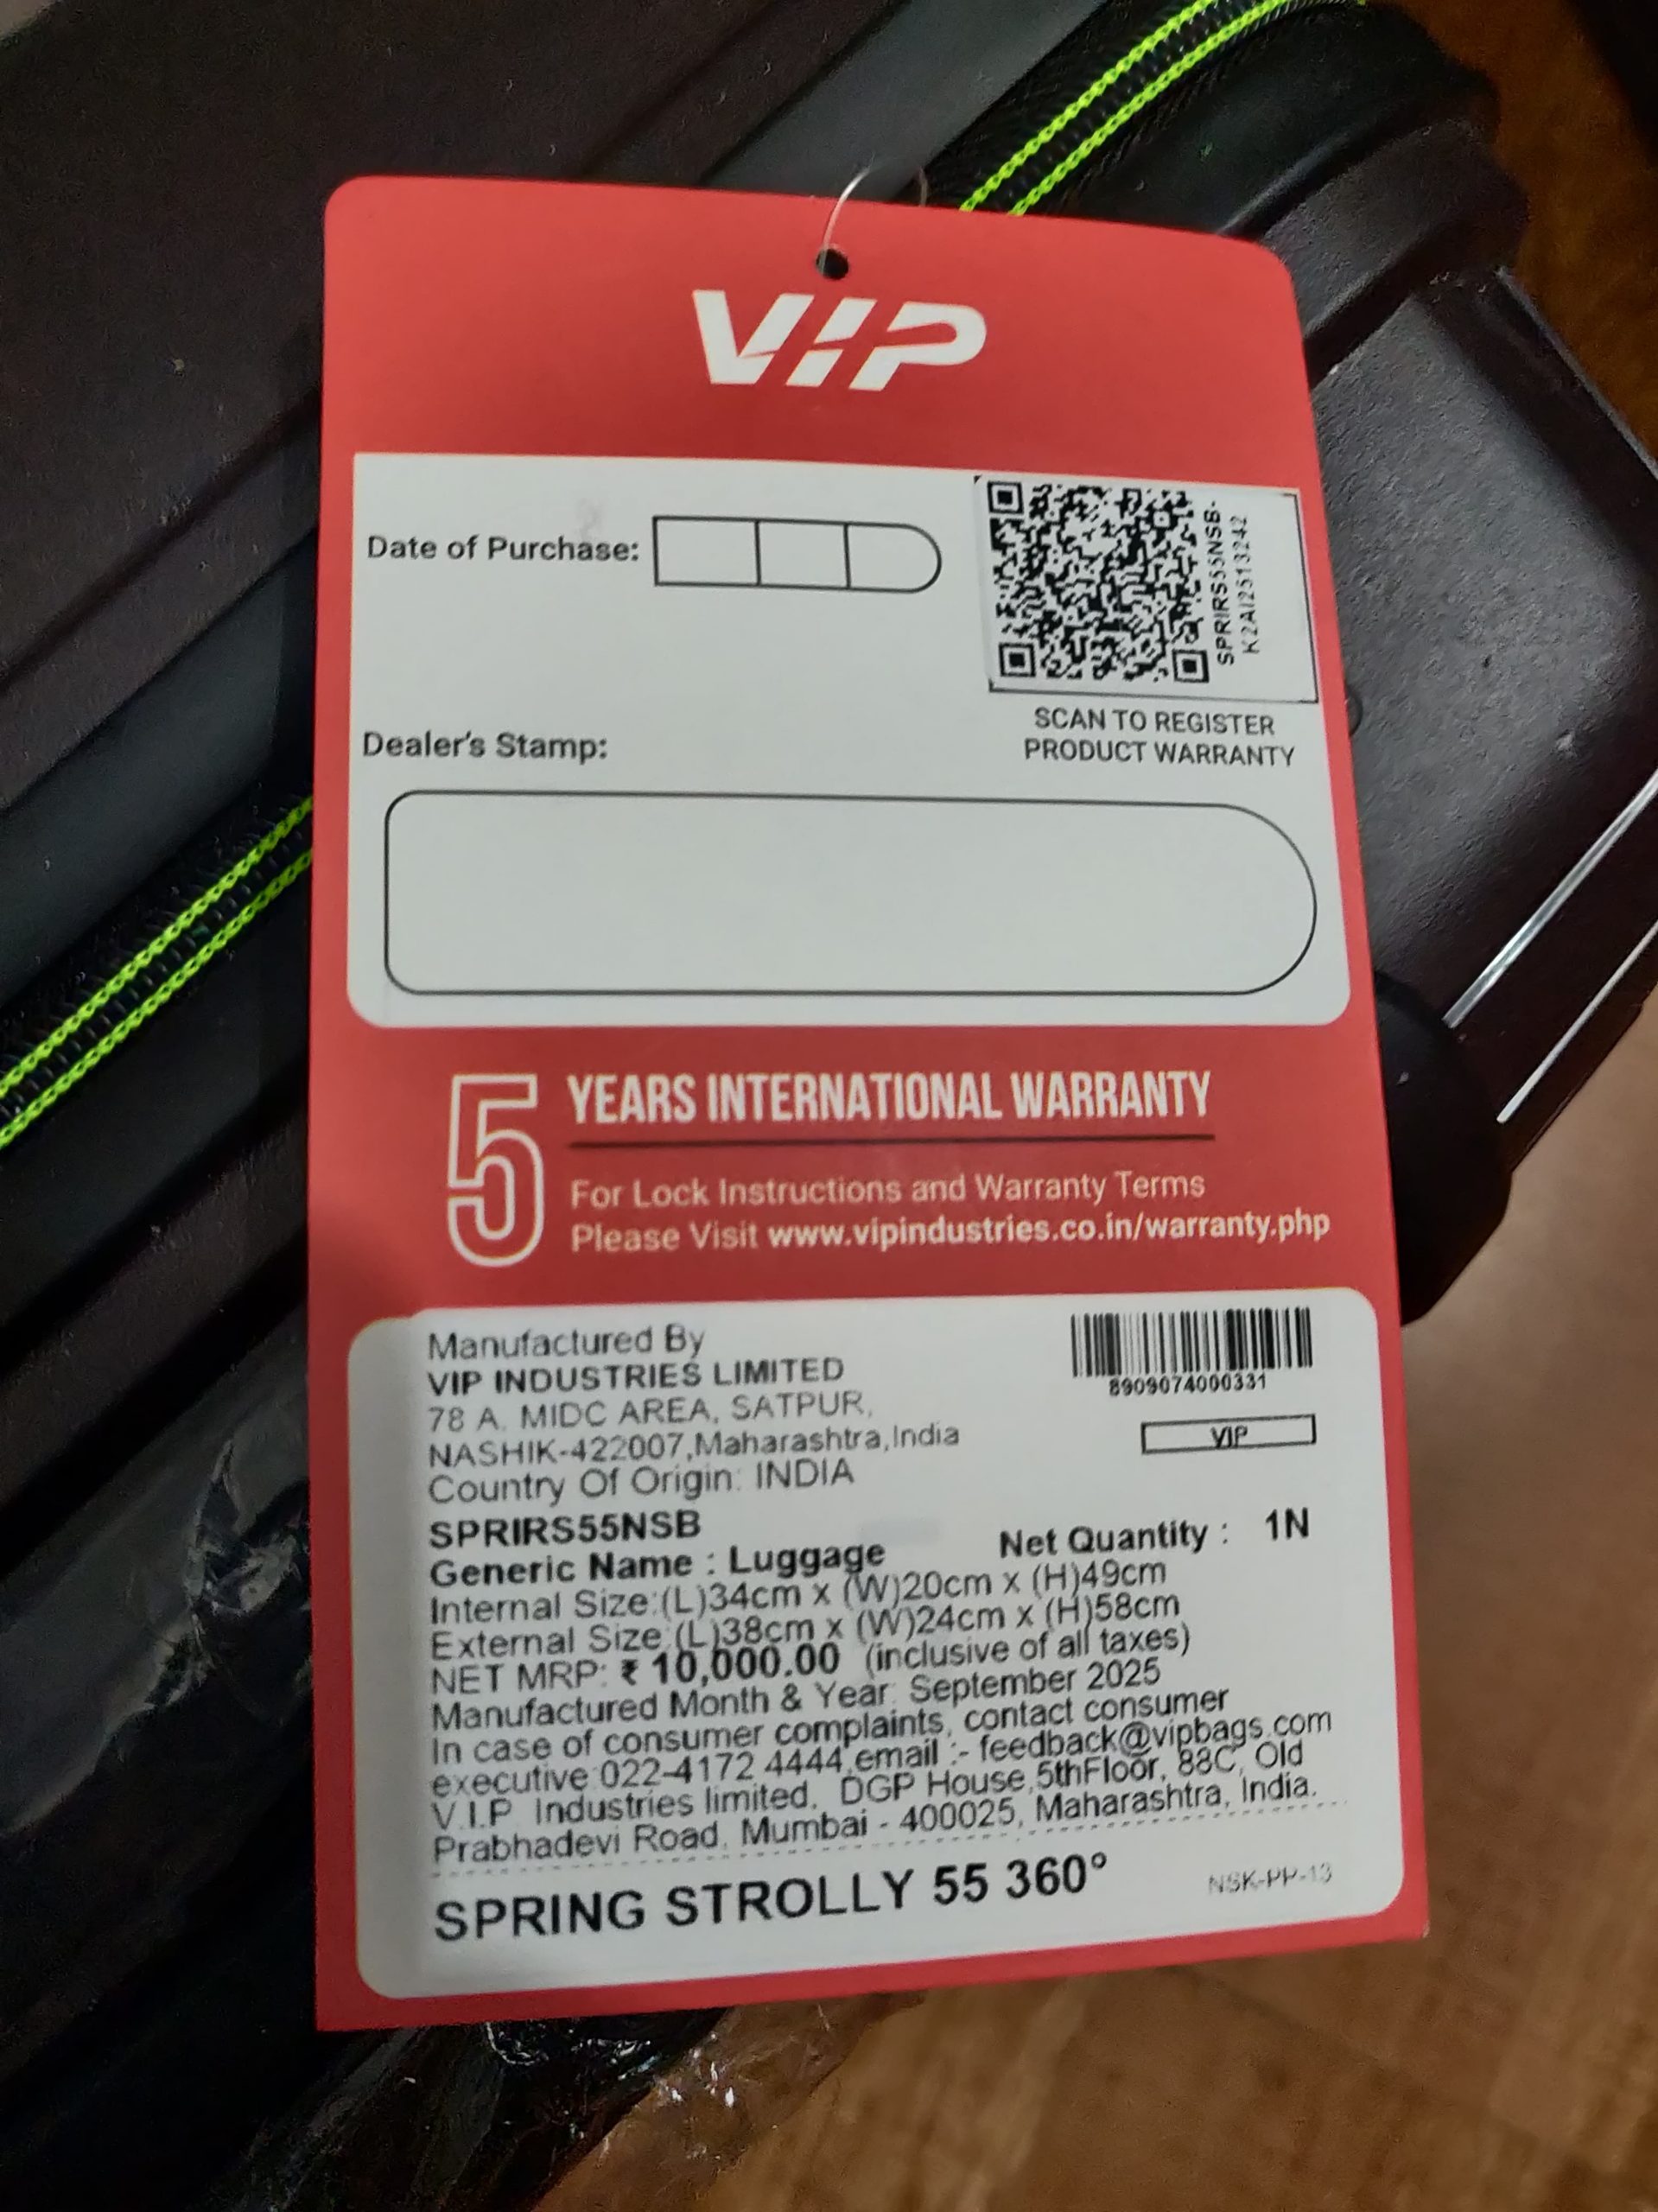 VIP
Date of Purchase:
SPRIRS55NSB-
K2AI2513242
SCAN TO REGISTER
PRODUCT WARRANTY
Dealer's Stamp:
5 YEARS INTERNATIONAL WARRANTY
For Lock Instructions and Warranty Terms
Please Visit www.vipindustries.co.in/warranty.php
Manufactured By
VIP INDUSTRIES LIMITED
78 A, MIDC AREA, SATPUR,
NASHIK-422007,Maharashtra,India
Country Of Origin: INDIA
8909074000331
VIP
SPRIRS55NSB
Generic Name : Luggage Net Quantity : 1N
Internal Size:(L)34cm x (W)20cm x (H)49cm
External Size:(L)38cm x (W)24cm x (H)58cm
NET MRP: ₹ 10,000.00 (inclusive of all taxes)
Manufactured Month & Year: September 2025
In case of consumer complaints, contact consumer
executive:022-4172 4444,email :- feedback@vipbags.com
V.I.P. Industries limited, DGP House,5thFloor, 88C, Old
Prabhadevi Road, Mumbai - 400025, Maharashtra, India.
SPRING STROLLY 55 360°
NSK-PP-13